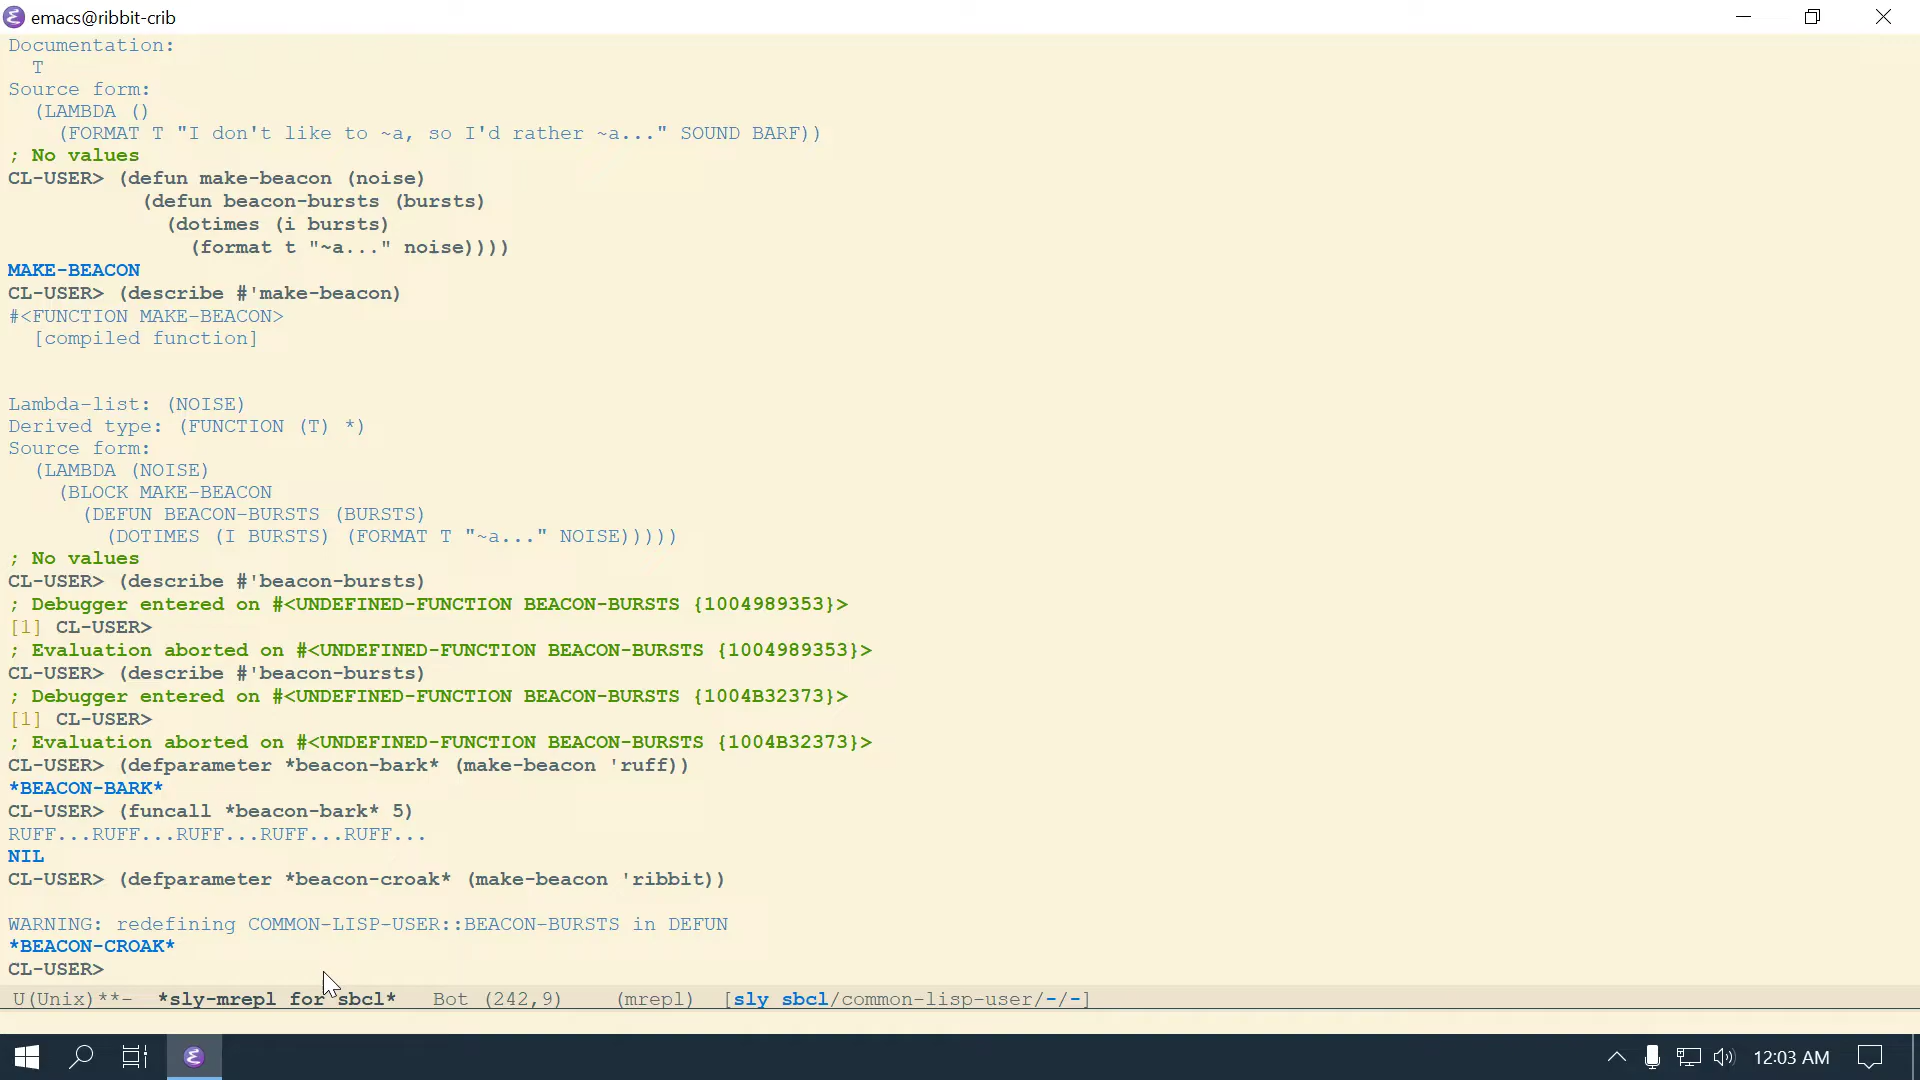 emacs@ribbit-crib
Documentation:
  T
Source form:
  (LAMBDA ()
    (FORMAT T "I don't like to ~a, so I'd rather ~a..." SOUND BARF))
; No values
CL-USER> (defun make-beacon (noise)
           (defun beacon-bursts (bursts)
             (dotimes (i bursts)
               (format t "~a..." noise))))
MAKE-BEACON
CL-USER> (describe #'make-beacon)
#<FUNCTION MAKE-BEACON>
  [compiled function]
Lambda-list: (NOISE)
Derived type: (FUNCTION (T) *)
Source form:
  (LAMBDA (NOISE)
    (BLOCK MAKE-BEACON
      (DEFUN BEACON-BURSTS (BURSTS)
        (DOTIMES (I BURSTS) (FORMAT T "~a..." NOISE)))))
; No values
CL-USER> (describe #'beacon-bursts)
; Debugger entered on #<UNDEFINED-FUNCTION BEACON-BURSTS {1004989353}>
[1] CL-USER>
; Evaluation aborted on #<UNDEFINED-FUNCTION BEACON-BURSTS {1004989353}>
CL-USER> (describe #'beacon-bursts)
; Debugger entered on #<UNDEFINED-FUNCTION BEACON-BURSTS {1004B32373}>
[1] CL-USER>
; Evaluation aborted on #<UNDEFINED-FUNCTION BEACON-BURSTS {1004B32373}>
CL-USER> (defparameter *beacon-bark* (make-beacon 'ruff))
*BEACON-BARK*
CL-USER> (funcall *beacon-bark* 5)
RUFF...RUFF...RUFF...RUFF...RUFF...
NIL
CL-USER> (defparameter *beacon-croak* (make-beacon 'ribbit))
WARNING: redefining COMMON-LISP-USER::BEACON-BURSTS in DEFUN
*BEACON-CROAK*
CL-USER>
U(Unix)**-  *sly-mrepl for sbcl*   Bot (242,9)    (mrepl)  [sly sbcl/common-lisp-user/-/-]
12:03 AM